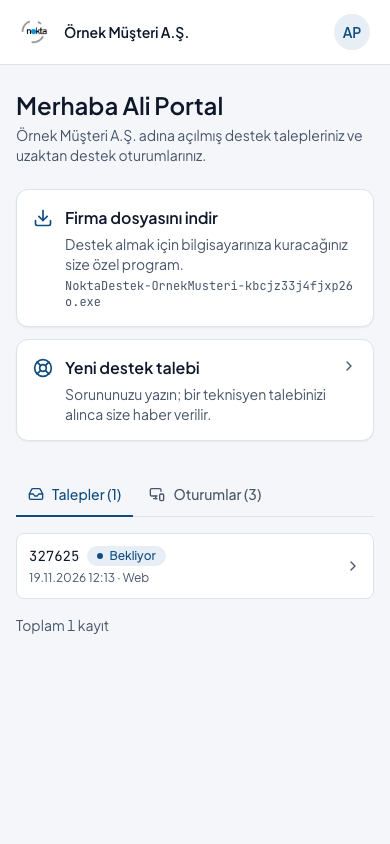 nokta
Örnek Müşteri A.Ş.
AP
Merhaba Ali Portal
Örnek Müşteri A.Ş. adına açılmış destek talepleriniz ve
uzaktan destek oturumlarınız.
Firma dosyasını indir
Destek almak için bilgisayarınıza kuracağınız
size özel program.
NoktaDestek-OrnekMusteri-kbcjz33j4fjxp26
o.exe
Yeni destek talebi
Sorununuzu yazın; bir teknisyen talebinizi
alınca size haber verilir.
Talepler (1)
Oturumlar (3)
327625
Bekliyor
19.11.2026 12:13 · Web
Toplam 1 kayıt